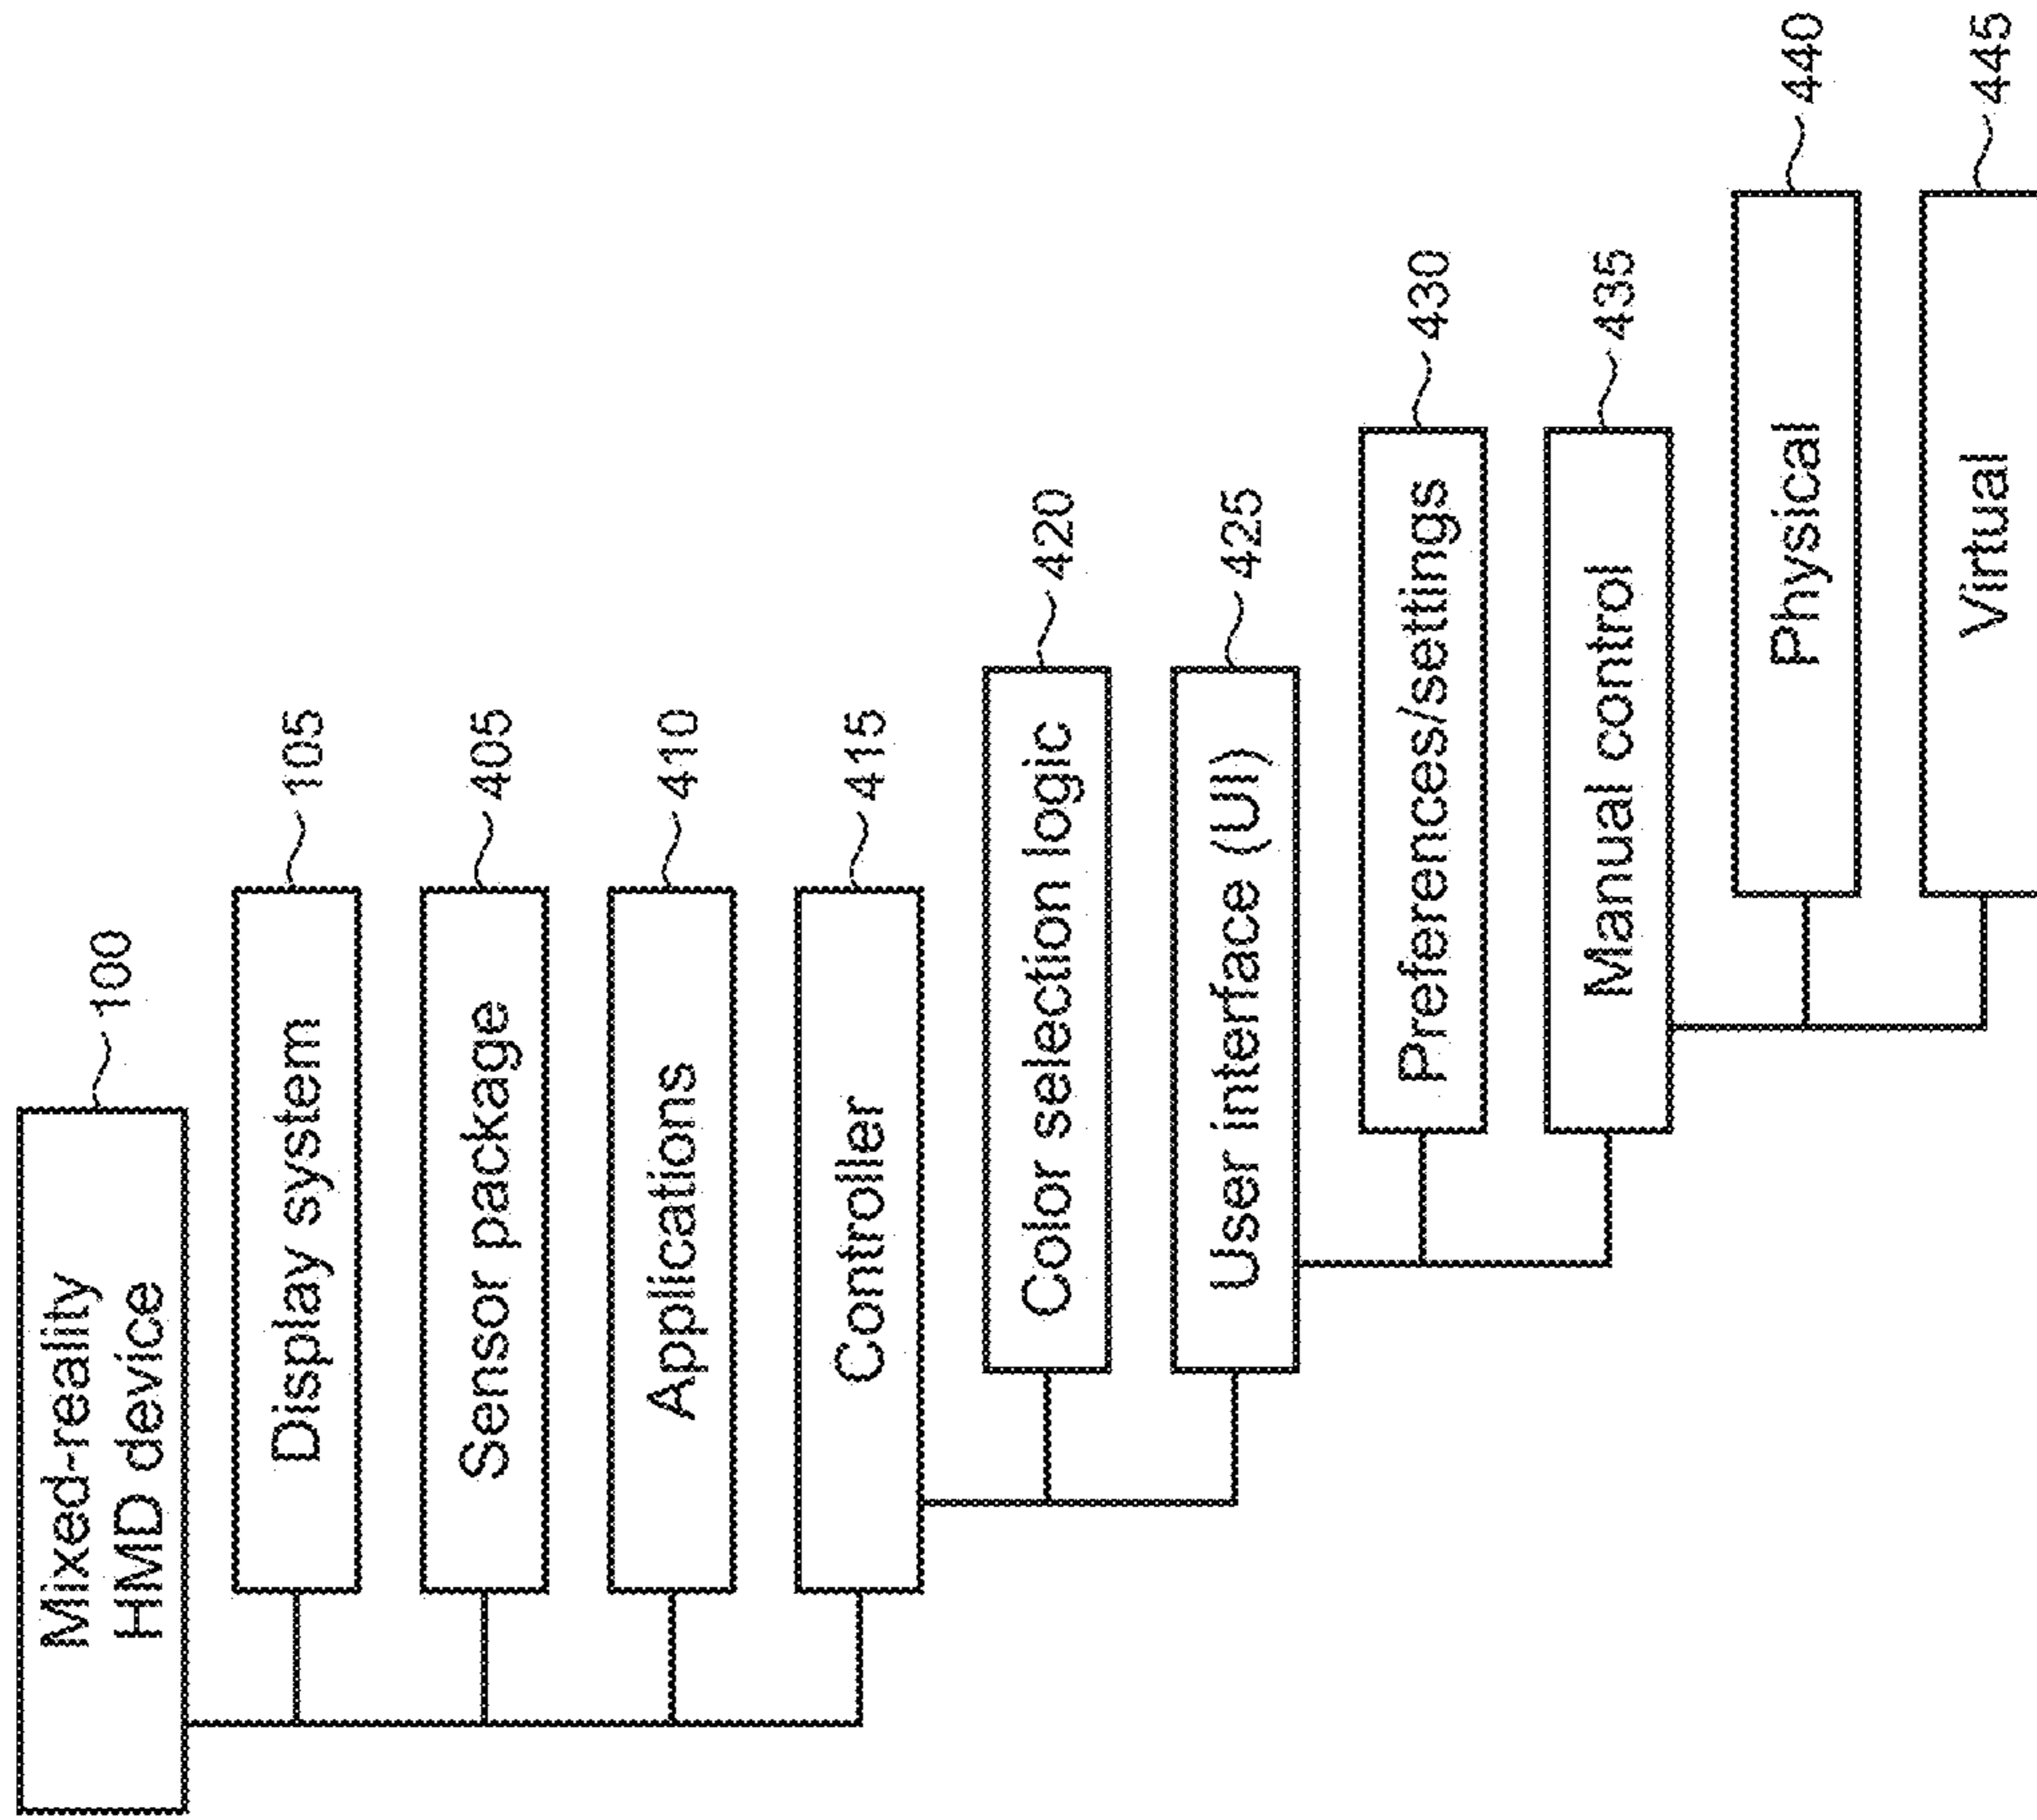 Mixed-reality
HMD device
100
Display system
105
Sensor package
405
Applications
410
Controller
415
Color selection logic
420
User interface (UI)
425
Preferences/settings
430
Manual control
435
Physical
440
Virtual
445